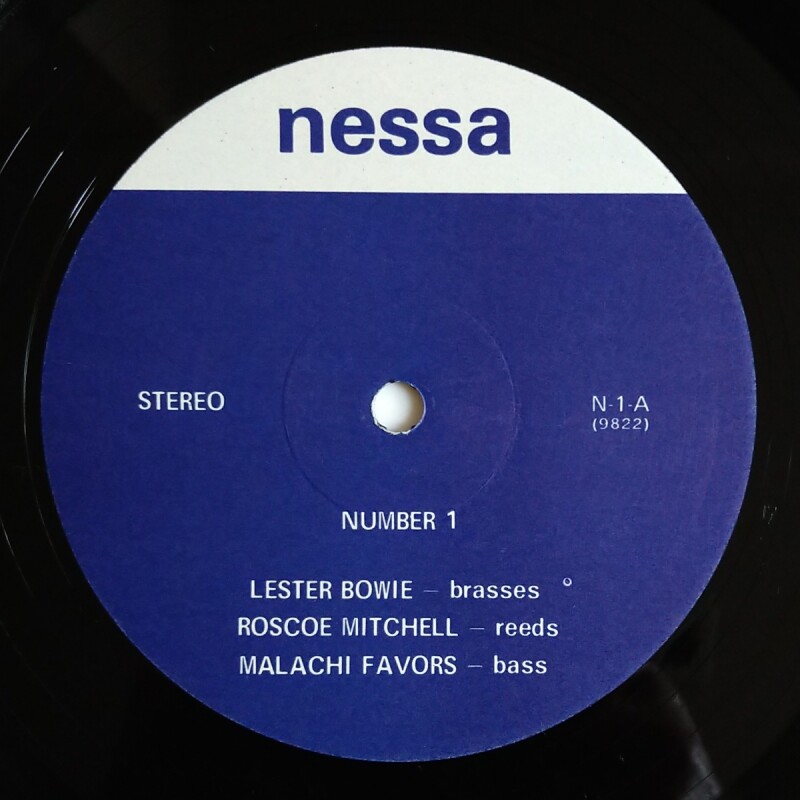 nessa
STEREO
N-1-A
(9822)
NUMBER 1
LESTER BOWIE – brasses
ROSCOE MITCHELL – reeds
MALACHI FAVORS – bass